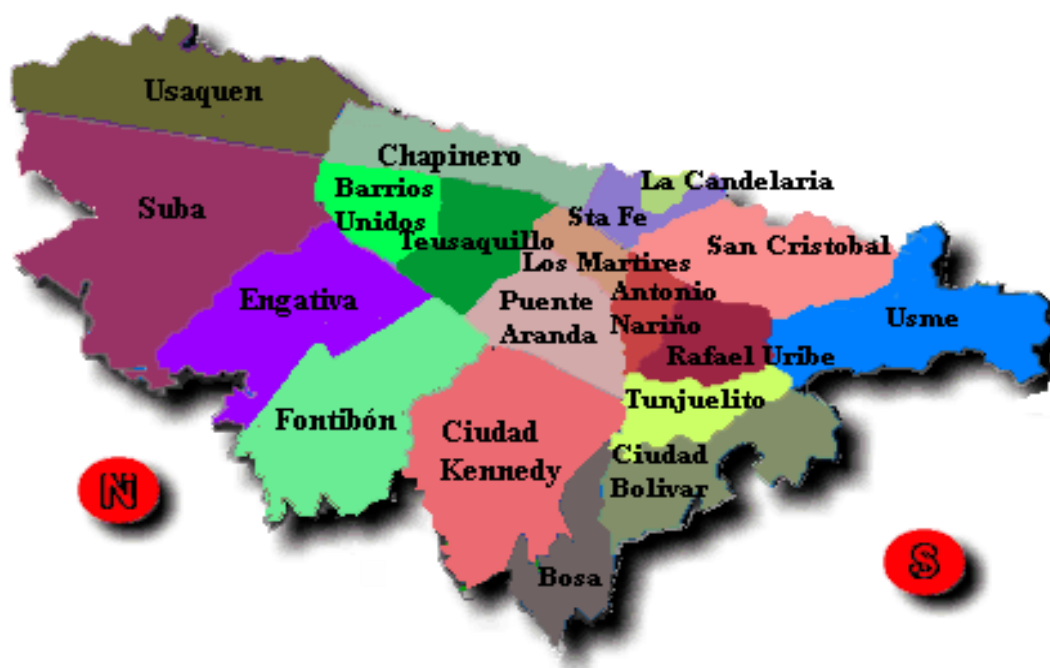 Usaquen
Chapinero
Suba
Barrios
Unidos
La Candelaria
Sta Fe
Teusaquillo
San Cristobal
Los Martires
Engativa
Puente
Aranda
Antonio
Nariño
Usme
Rafael Uribe
Fontibón
Tunjuelito
Ciudad
Kennedy
Ciudad
Bolivar
N
S
Bosa